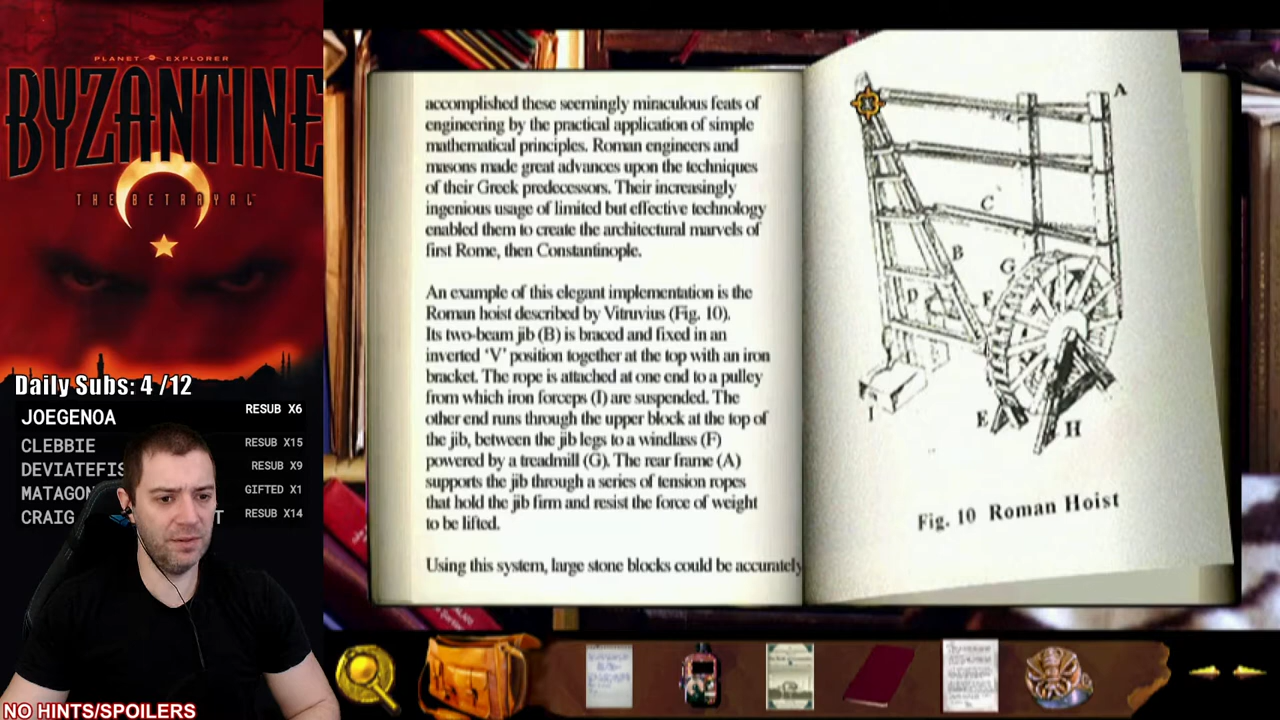 PLANET EXPLORER
BYZANTINE
THE BETRAYAL
Daily Subs: 4 /12
JOEGENOA RESUB X6
CLEBBIE RESUB X15
DEVIATEFIS RESUB X9
MATAGON GIFTED X1
CRAIG T RESUB X14
NO HINTS/SPOILERS
accomplished these seemingly miraculous feats of
engineering by the practical application of simple
mathematical principles. Roman engineers and
masons made great advances upon the techniques
of their Greek predecessors. Their increasingly
ingenious usage of limited but effective technology
enabled them to create the architectural marvels of
first Rome, then Constantinople.
An example of this elegant implementation is the
Roman hoist described by Vitruvius (Fig. 10).
Its two-beam jib (B) is braced and fixed in an
inverted ‘V’ position together at the top with an iron
bracket. The rope is attached at one end to a pulley
from which iron forceps (I) are suspended. The
other end runs through the upper block at the top of
the jib, between the jib legs to a windlass (F)
powered by a treadmill (G). The rear frame (A)
supports the jib through a series of tension ropes
that hold the jib firm and resist the force of weight
to be lifted.
Using this system, large stone blocks could be accurately
A
C
B
G
D
F
I
E
H
Fig. 10 Roman Hoist